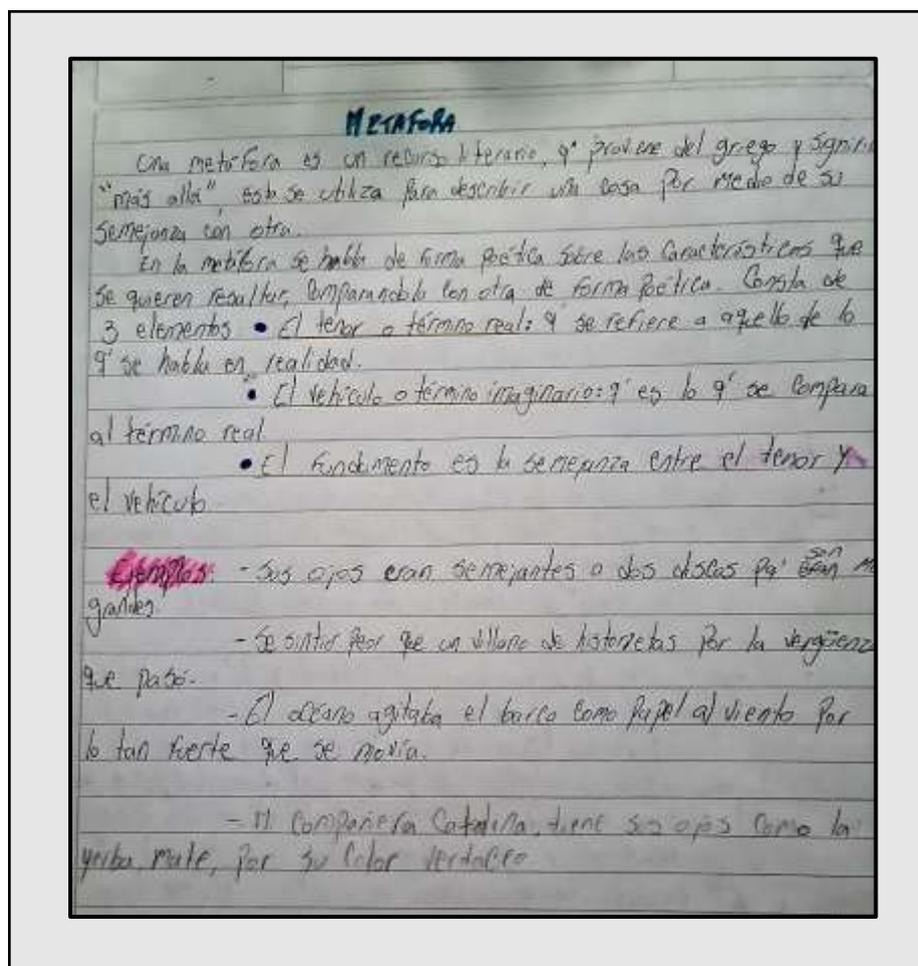 METAFORA
Una metáfora es un recurso literario, q' proviene del griego y signifi
"más allá", esto se utiliza para describir una cosa por medio de su
semejanza con otra.
En la metáfora se habla de forma poética sobre las características que
se quieren resaltar, comparandolo con otra de forma poética. Consta de
3 elementos • El tenor o término real: q' se refiere a aquello de lo
q' se habla en realidad.
• El vehículo o término imaginario: q' es lo q' se compara
al término real
• El fundamento es la semejanza entre el tenor y
el vehículo
Ejemplos: - Sus ojos eran semejantes a dos discos pa' son eran
grandes.
- Se sintió peor que un villano de historietas por la vergüenz
que pasó.
- El océano agitaba el barco como papel al viento por
lo tan fuerte que se movía.
- Mi compañera Catalina, tiene sus ojos como la
yerba mate, por su color